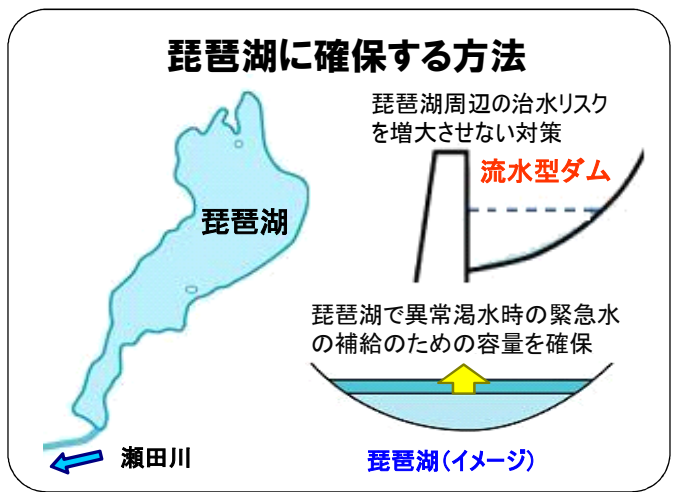 琵琶湖に確保する方法
琵琶湖周辺の治水リスク
を増大させない対策
流水型ダム
琵琶湖
琵琶湖で異常渇水時の緊急水
の補給のための容量を確保
瀬田川
琵琶湖(イメージ)